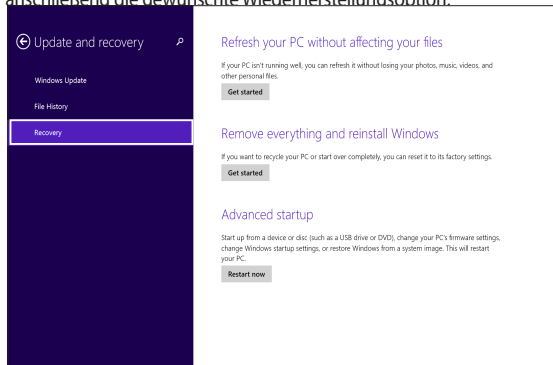 anschließend die gewünschte Wiederherstellungsoption.
Update and recovery
Windows Update
File History
Recovery
Refresh your PC without affecting your files
If your PC isn't running well, you can refresh it without losing your photos, music, videos, and
other personal files.
Get started
Remove everything and reinstall Windows
If you want to recycle your PC or start over completely, you can reset it to its factory settings.
Get started
Advanced startup
Start up from a device or disc (such as a USB drive or DVD), change your PC's firmware settings,
change Windows startup settings, or restore Windows from a system image. This will restart
your PC.
Restart now